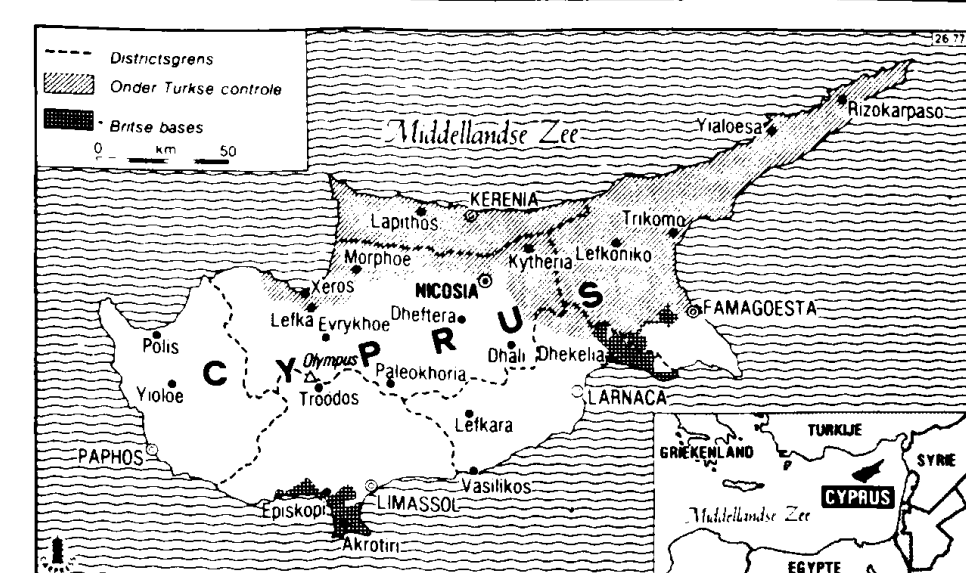 Districtsgrens
Onder Turkse controle
Britse bases
0 km 50
26 77
Middellandse Zee
Yialoesa
Rizokarpaso
KERENIA
Lapithos
Trikomo
Morphoe
Kytheria
Lefkoniko
Xeros
NICOSIA
FAMAGOESTA
Lefka
Evrykhoe
Dheftera
Polis
Dhali
Dhekelia
CYPRUS
Olympus
Paleokhoria
Yioloe
Troodos
LARNACA
Lefkara
PAPHOS
Vasilikos
Episkopi
LIMASSOL
Akrotiri
TURKIJE
GRIEKENLAND
SYRIE
CYPRUS
Middellandse Zee
EGYPTE